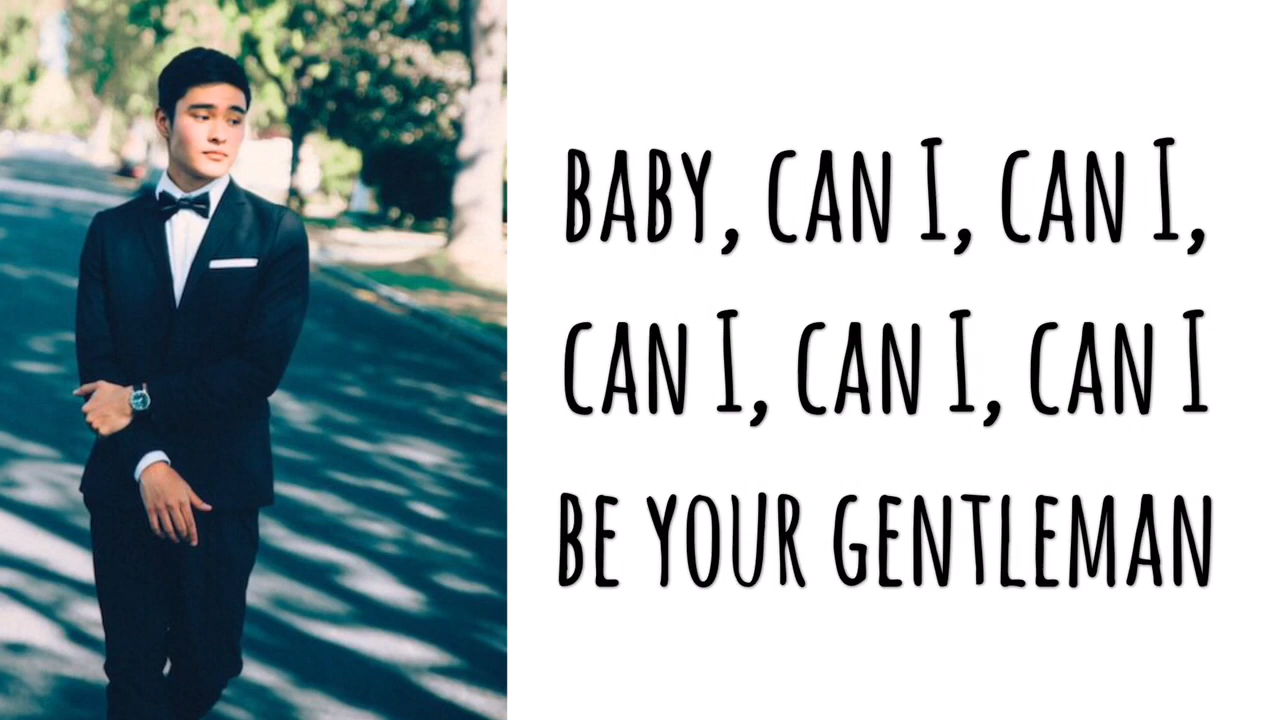 BABY, CAN I, CAN I,
CAN I, CAN I, CAN I
BE YOUR GENTLEMAN